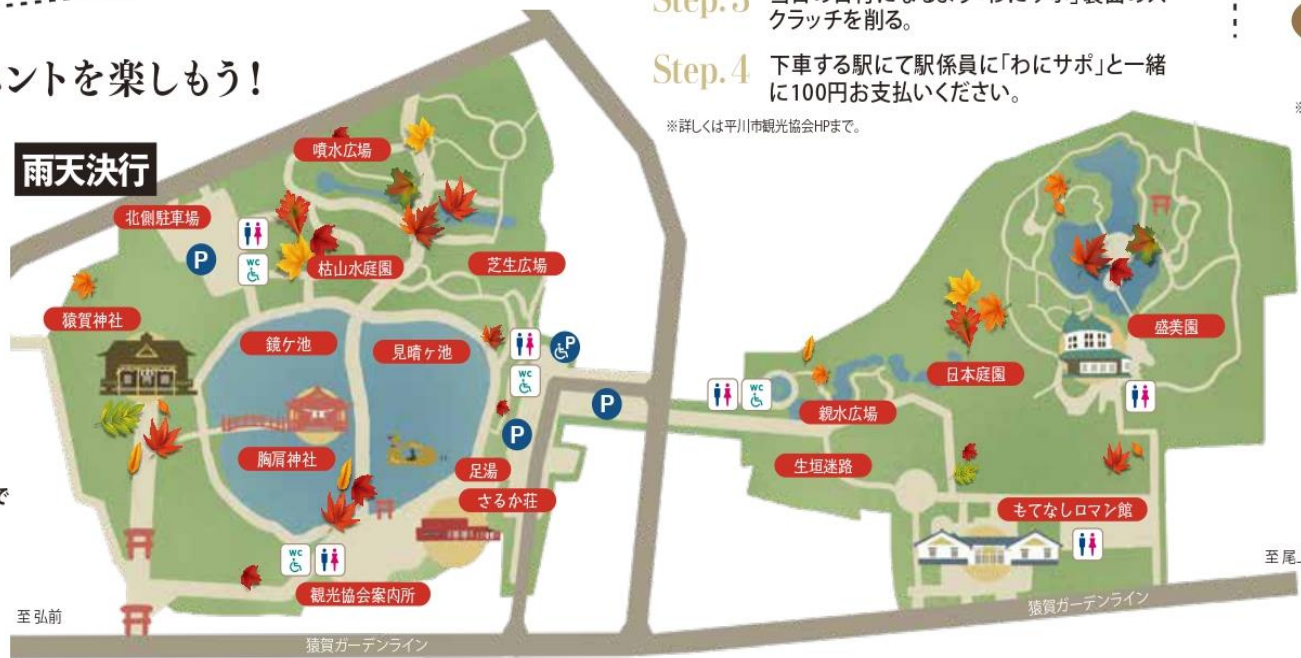 Step.3
クラッチを削る。
Step.4 下車する駅にて駅係員に「わにサポ」と一緒
に100円お支払いください。
※詳しくは平川市観光協会HPまで。
ントを楽しもう!
雨天決行
噴水広場
北側駐車場
P
WC
枯山水庭園
芝生広場
猿賀神社
鏡ケ池
見晴ヶ池
WC
P
P
P
胸肩神社
足湯
さるか荘
WC
観光協会案内所
至 弘前
猿賀ガーデンライン
盛美園
日本庭園
WC
親水広場
生垣迷路
もてなしロマン館
至 尾
猿賀ガーデンライン
で
※